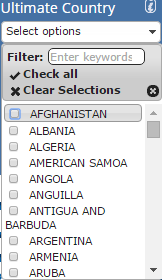 Ultimate Country
Select options
Filter: Enter keywords
Check all
Clear Selections
AFGHANISTAN
ALBANIA
ALGERIA
AMERICAN SAMOA
ANGOLA
ANGUILLA
ANTIGUA AND
BARBUDA
ARGENTINA
ARMENIA
ARUBA